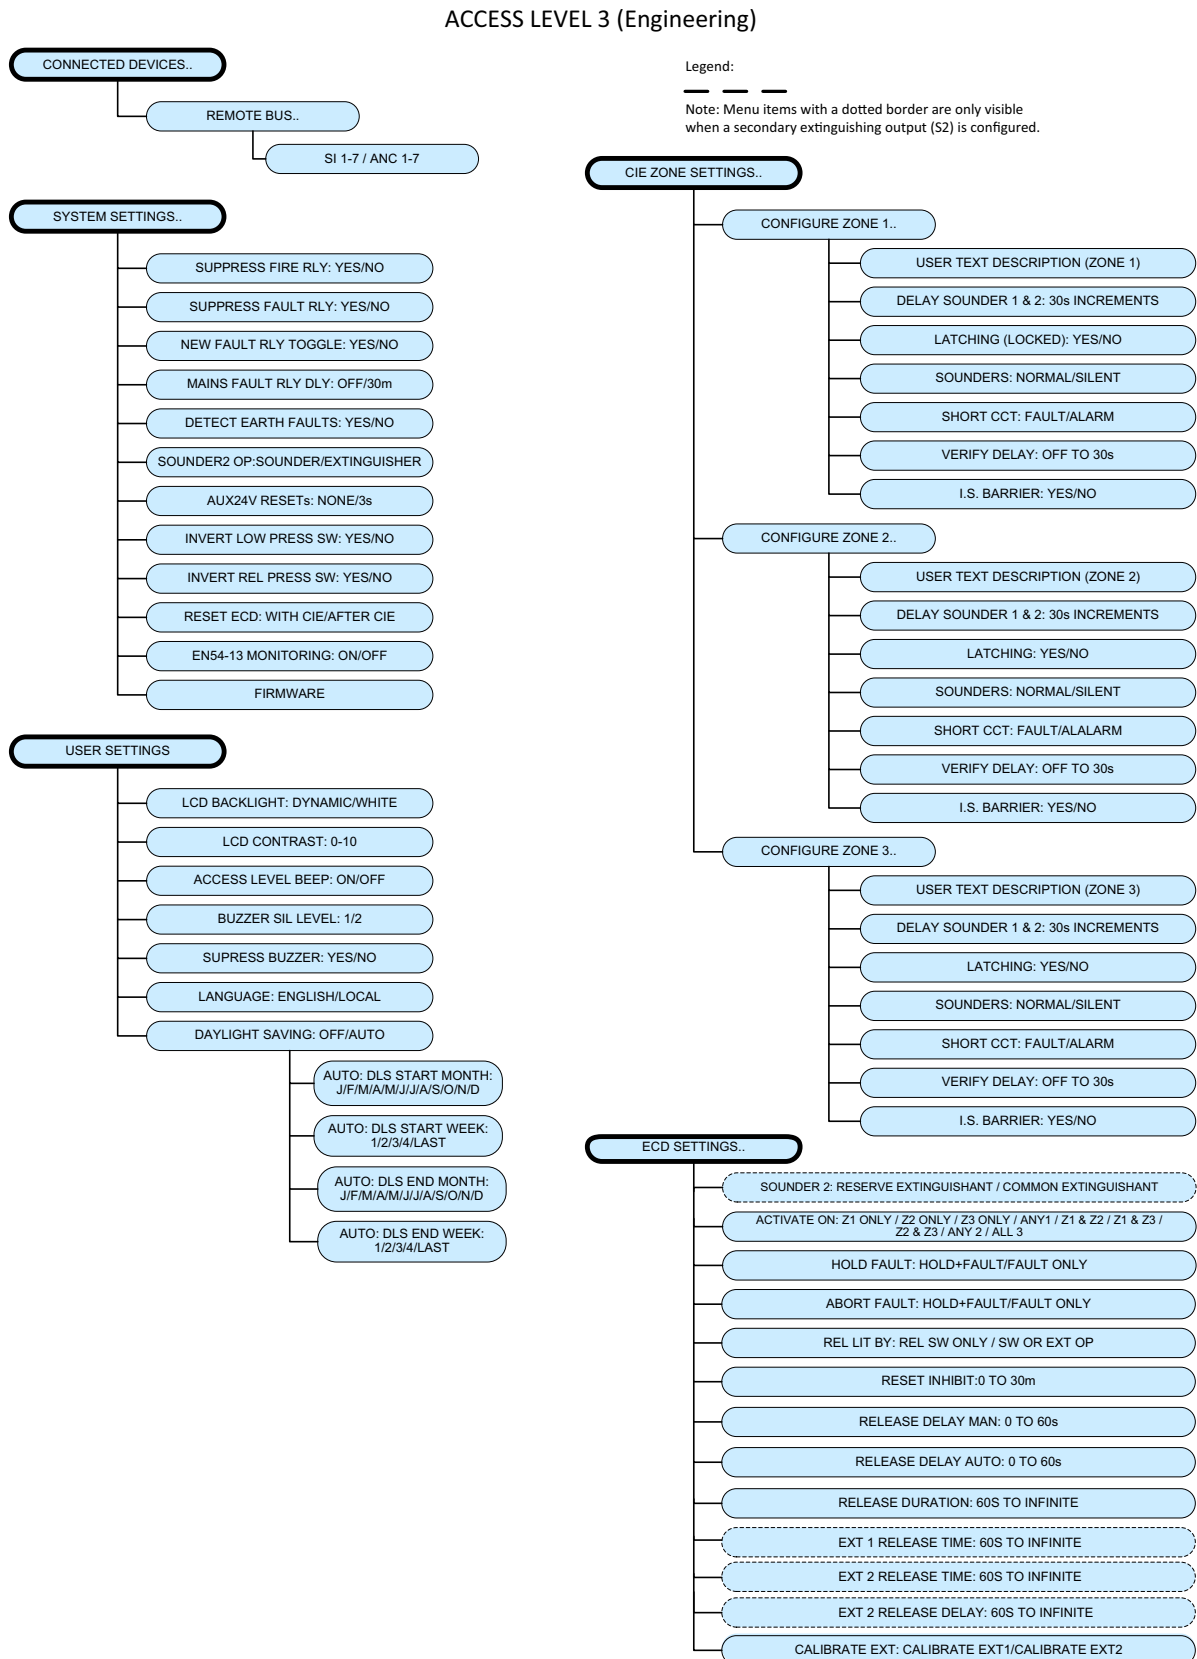 ACCESS LEVEL 3 (Engineering)
CONNECTED DEVICES..
REMOTE BUS..
SI 1-7 / ANC 1-7
SYSTEM SETTINGS..
SUPPRESS FIRE RLY: YES/NO
SUPPRESS FAULT RLY: YES/NO
NEW FAULT RLY TOGGLE: YES/NO
MAINS FAULT RLY DLY: OFF/30m
DETECT EARTH FAULTS: YES/NO
SOUNDER2 OP:SOUNDER/EXTINGUISHER
AUX24V RESETs: NONE/3s
INVERT LOW PRESS SW: YES/NO
INVERT REL PRESS SW: YES/NO
RESET ECD: WITH CIE/AFTER CIE
EN54-13 MONITORING: ON/OFF
FIRMWARE
USER SETTINGS
LCD BACKLIGHT: DYNAMIC/WHITE
LCD CONTRAST: 0-10
ACCESS LEVEL BEEP: ON/OFF
BUZZER SIL LEVEL: 1/2
SUPRESS BUZZER: YES/NO
LANGUAGE: ENGLISH/LOCAL
DAYLIGHT SAVING: OFF/AUTO
AUTO: DLS START MONTH:
J/F/M/A/M/J/J/A/S/O/N/D
AUTO: DLS START WEEK:
1/2/3/4/LAST
AUTO: DLS END MONTH:
J/F/M/A/M/J/J/A/S/O/N/D
AUTO: DLS END WEEK:
1/2/3/4/LAST
Legend:
Note: Menu items with a dotted border are only visible
when a secondary extinguishing output (S2) is configured.
CIE ZONE SETTINGS..
CONFIGURE ZONE 1..
USER TEXT DESCRIPTION (ZONE 1)
DELAY SOUNDER 1 & 2: 30s INCREMENTS
LATCHING (LOCKED): YES/NO
SOUNDERS: NORMAL/SILENT
SHORT CCT: FAULT/ALARM
VERIFY DELAY: OFF TO 30s
I.S. BARRIER: YES/NO
CONFIGURE ZONE 2..
USER TEXT DESCRIPTION (ZONE 2)
DELAY SOUNDER 1 & 2: 30s INCREMENTS
LATCHING: YES/NO
SOUNDERS: NORMAL/SILENT
SHORT CCT: FAULT/ALALARM
VERIFY DELAY: OFF TO 30s
I.S. BARRIER: YES/NO
CONFIGURE ZONE 3..
USER TEXT DESCRIPTION (ZONE 3)
DELAY SOUNDER 1 & 2: 30s INCREMENTS
LATCHING: YES/NO
SOUNDERS: NORMAL/SILENT
SHORT CCT: FAULT/ALARM
VERIFY DELAY: OFF TO 30s
I.S. BARRIER: YES/NO
ECD SETTINGS..
SOUNDER 2: RESERVE EXTINGUISHANT / COMMON EXTINGUISHANT
ACTIVATE ON: Z1 ONLY / Z2 ONLY / Z3 ONLY / ANY1 / Z1 & Z2 / Z1 & Z3 /
Z2 & Z3 / ANY 2 / ALL 3
HOLD FAULT: HOLD+FAULT/FAULT ONLY
ABORT FAULT: HOLD+FAULT/FAULT ONLY
REL LIT BY: REL SW ONLY / SW OR EXT OP
RESET INHIBIT:0 TO 30m
RELEASE DELAY MAN: 0 TO 60s
RELEASE DELAY AUTO: 0 TO 60s
RELEASE DURATION: 60S TO INFINITE
EXT 1 RELEASE TIME: 60S TO INFINITE
EXT 2 RELEASE TIME: 60S TO INFINITE
EXT 2 RELEASE DELAY: 60S TO INFINITE
CALIBRATE EXT: CALIBRATE EXT1/CALIBRATE EXT2